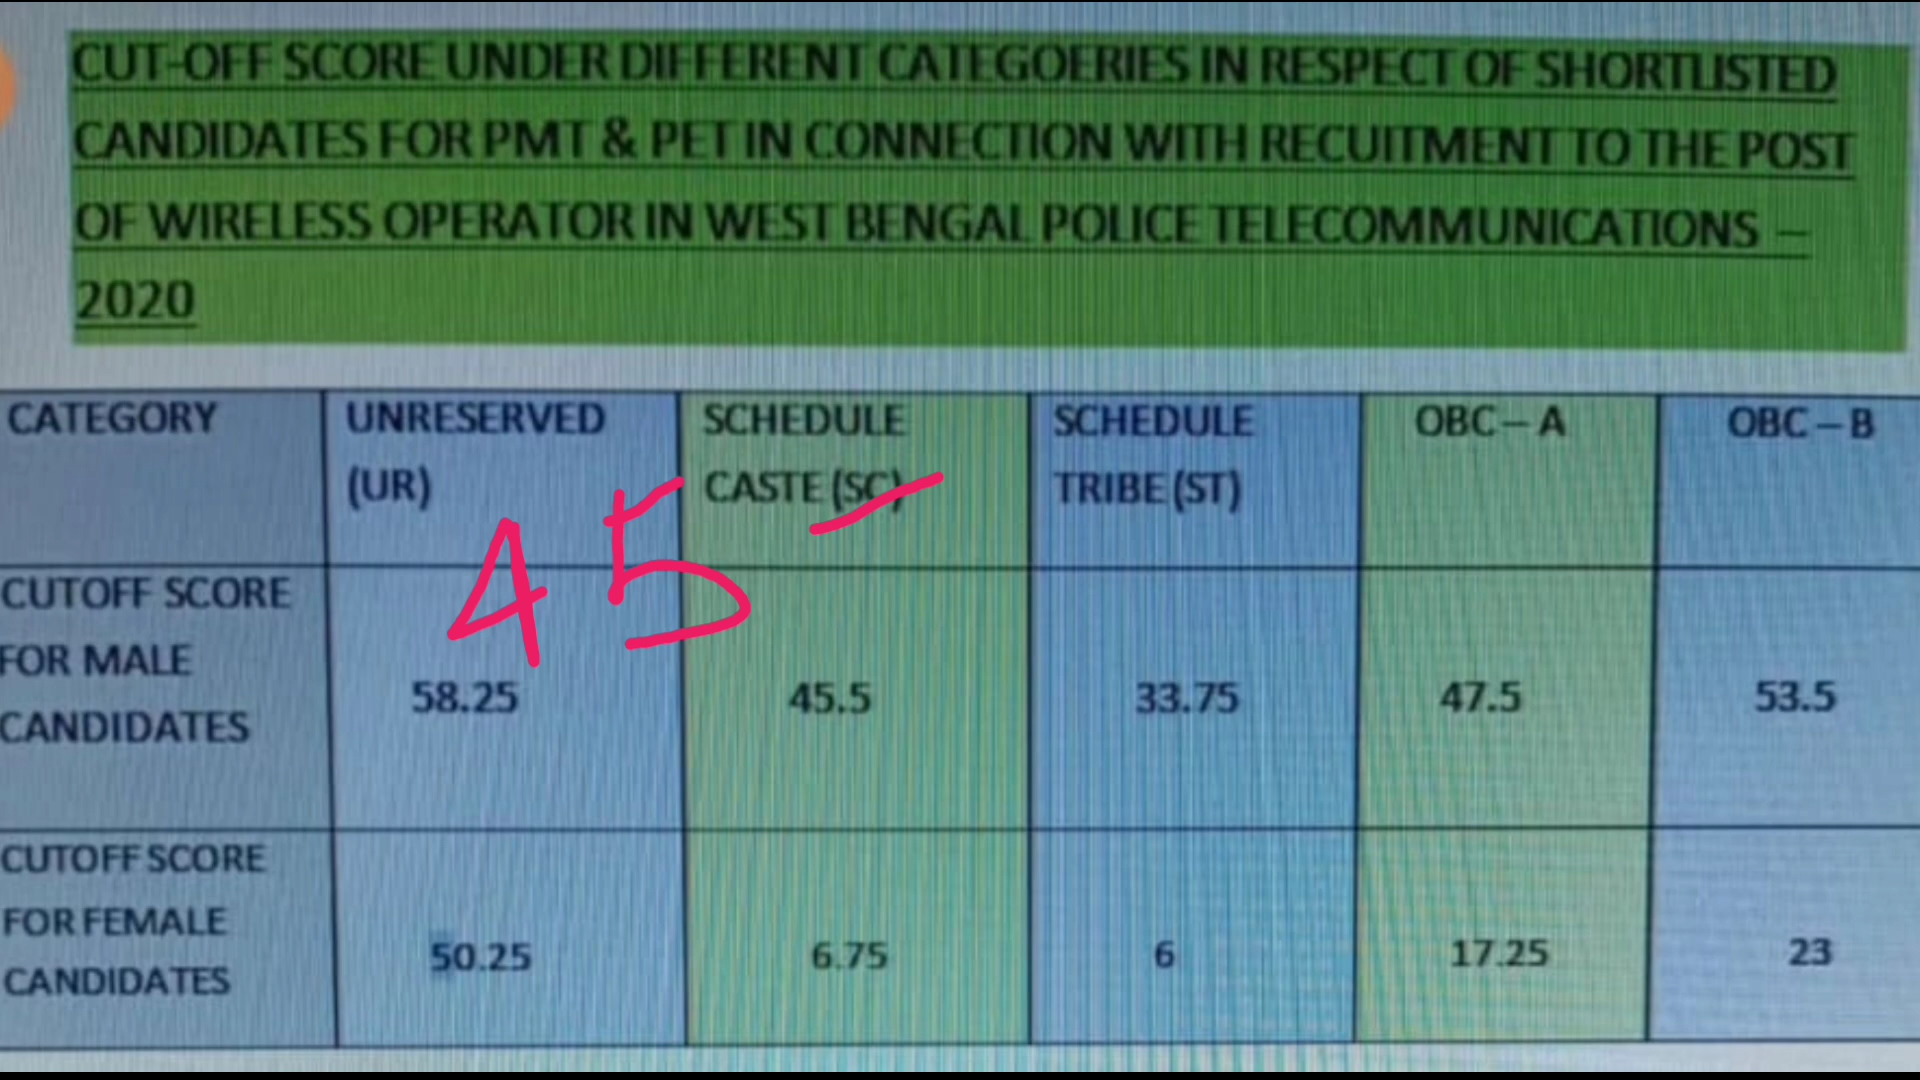 CUT-OFF SCORE UNDER DIFFERENT CATEGOERIES IN RESPECT OF SHORTLISTED
CANDIDATES FOR PMT & PET IN CONNECTION WITH RECUITMENT TO THE POST
OF WIRELESS OPERATOR IN WEST BENGAL POLICE TELECOMMUNICATIONS –
2020
CATEGORY
UNRESERVED
(UR)
SCHEDULE
CASTE (SC)
SCHEDULE
TRIBE (ST)
OBC – A
OBC – B
45
CUTOFF SCORE
FOR MALE
CANDIDATES
58.25
45.5
33.75
47.5
53.5
CUTOFF SCORE
FOR FEMALE
CANDIDATES
50.25
6.75
6
17.25
23